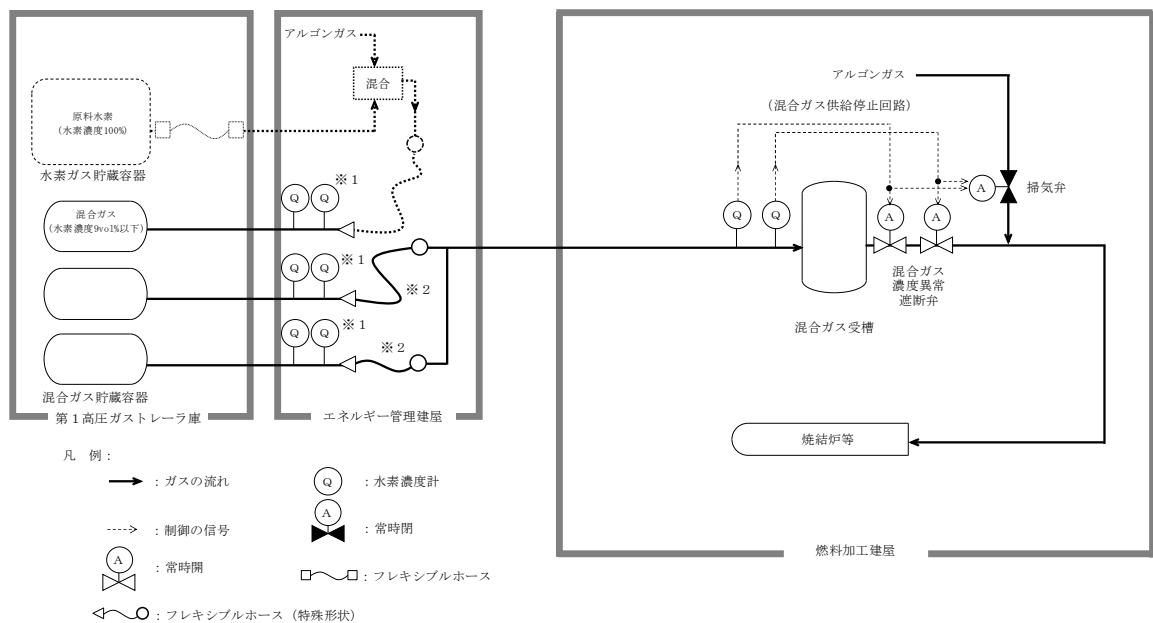 アルゴンガス
混合
原料水素
(水素濃度100%)
水素ガス貯蔵容器
※1
Q
Q
混合ガス
(水素濃度9vol%以下)
※1
Q
Q
※2
※1
Q
Q
※2
混合ガス貯蔵容器
第1高圧ガストレーラ庫
エネルギー管理建屋
アルゴンガス
(混合ガス供給停止回路)
A
掃気弁
Q
Q
A
A
混合ガス
濃度異常
遮断弁
混合ガス受槽
焼結炉等
燃料加工建屋
凡 例:
:ガスの流れ
Q
:水素濃度計
:制御の信号
A
:常時閉
A
:常時開
:フレキシブルホース
:フレキシブルホース(特殊形状)